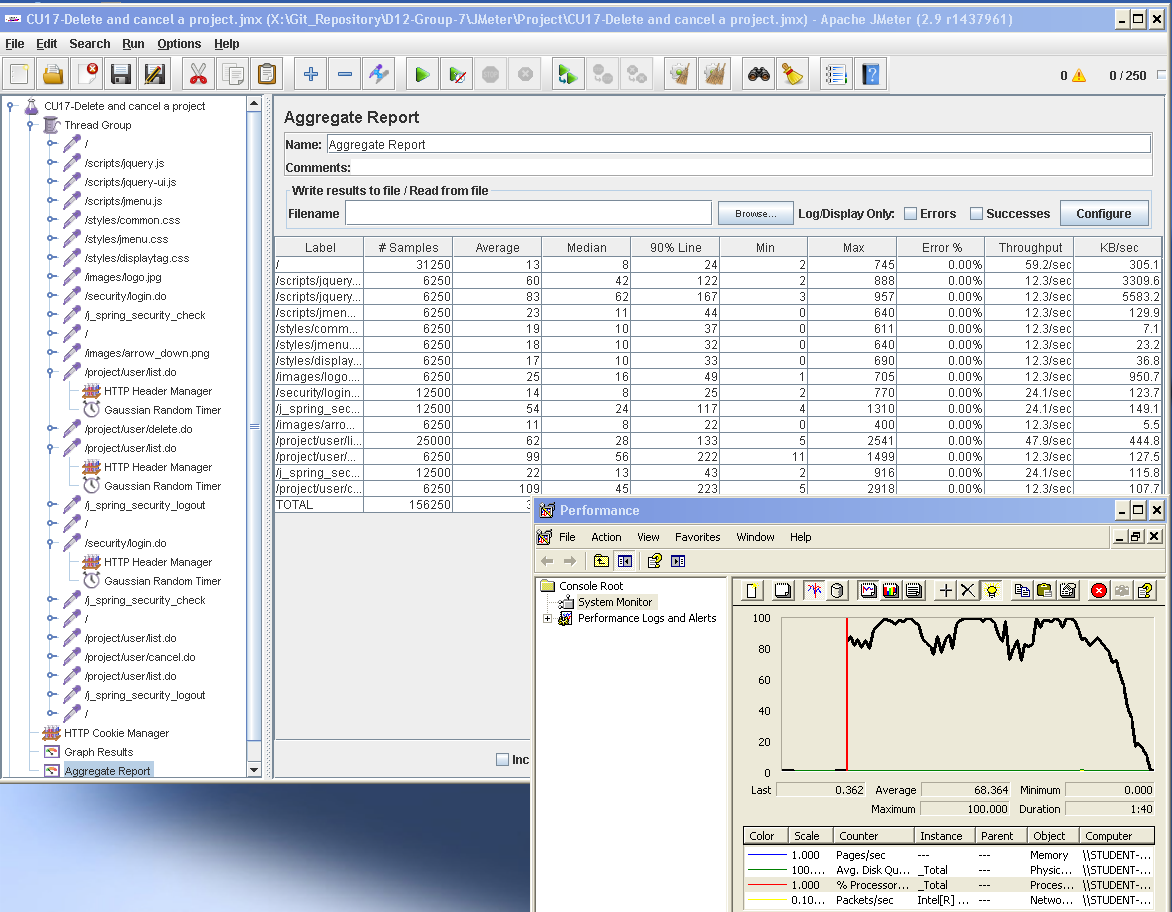 CU17-Delete and cancel a project.jmx (X:\Git_Repository\D12-Group-7\JMeter\Project\CU17-Delete and cancel a project.jmx) - Apache JMeter (2.9 r1437961)
File Edit Search Run Options Help
0 0 / 250
CU17-Delete and cancel a project
Thread Group
/
/scripts/jquery.js
/scripts/jquery-ui.js
/scripts/jmenu.js
/styles/common.css
/styles/jmenu.css
/styles/displaytag.css
/images/logo.jpg
/security/login.do
/j_spring_security_check
/
/images/arrow_down.png
/project/user/list.do
HTTP Header Manager
Gaussian Random Timer
/project/user/delete.do
/project/user/list.do
HTTP Header Manager
Gaussian Random Timer
/j_spring_security_logout
/
/security/login.do
HTTP Header Manager
Gaussian Random Timer
/j_spring_security_check
/
/project/user/list.do
/project/user/cancel.do
/project/user/list.do
/j_spring_security_logout
/
HTTP Cookie Manager
Graph Results
Aggregate Report
Aggregate Report
Name: Aggregate Report
Comments:
Write results to file / Read from file
Filename Browse... Log/Display Only: Errors Successes Configure
Label # Samples Average Median 90% Line Min Max Error % Throughput KB/sec
/ 31250 13 8 24 2 745 0.00% 59.2/sec 305.1
/scripts/jquery... 6250 60 42 122 2 888 0.00% 12.3/sec 3309.6
/scripts/jquery... 6250 83 62 167 3 957 0.00% 12.3/sec 5583.2
/scripts/jmen... 6250 23 11 44 0 640 0.00% 12.3/sec 129.9
/styles/comm... 6250 19 10 37 0 611 0.00% 12.3/sec 7.1
/styles/jmenu.... 6250 18 10 32 0 640 0.00% 12.3/sec 23.2
/styles/display... 6250 17 10 33 0 690 0.00% 12.3/sec 36.8
/images/logo.... 6250 25 16 49 1 705 0.00% 12.3/sec 950.7
/security/login... 12500 14 8 25 2 770 0.00% 24.1/sec 123.7
/j_spring_sec... 12500 54 24 117 4 1310 0.00% 24.1/sec 149.1
/images/arro... 6250 11 8 22 0 400 0.00% 12.3/sec 5.5
/project/user/li... 25000 62 28 133 5 2541 0.00% 47.9/sec 444.8
/project/user/... 6250 99 56 222 11 1499 0.00% 12.3/sec 127.5
/j_spring_sec... 12500 22 13 43 2 916 0.00% 24.1/sec 115.8
/project/user/c... 6250 109 45 223 5 2918 0.00% 12.3/sec 107.7
TOTAL 156250
Inc
Performance
File Action View Favorites Window Help
Console Root
System Monitor
Performance Logs and Alerts
100
80
60
40
20
0
Last 0.362 Average 68.364 Minimum 0.000
Maximum 100.000 Duration 1:40
Color Scale Counter Instance Parent Object Computer
1.000 Pages/sec --- --- Memory \\STUDENT-...
100.... Avg. Disk Qu... _Total --- Physic... \\STUDENT-...
1.000 % Processor... _Total --- Proces... \\STUDENT-...
0.10... Packets/sec Intel[R] ... --- Netwo... \\STUDENT-...